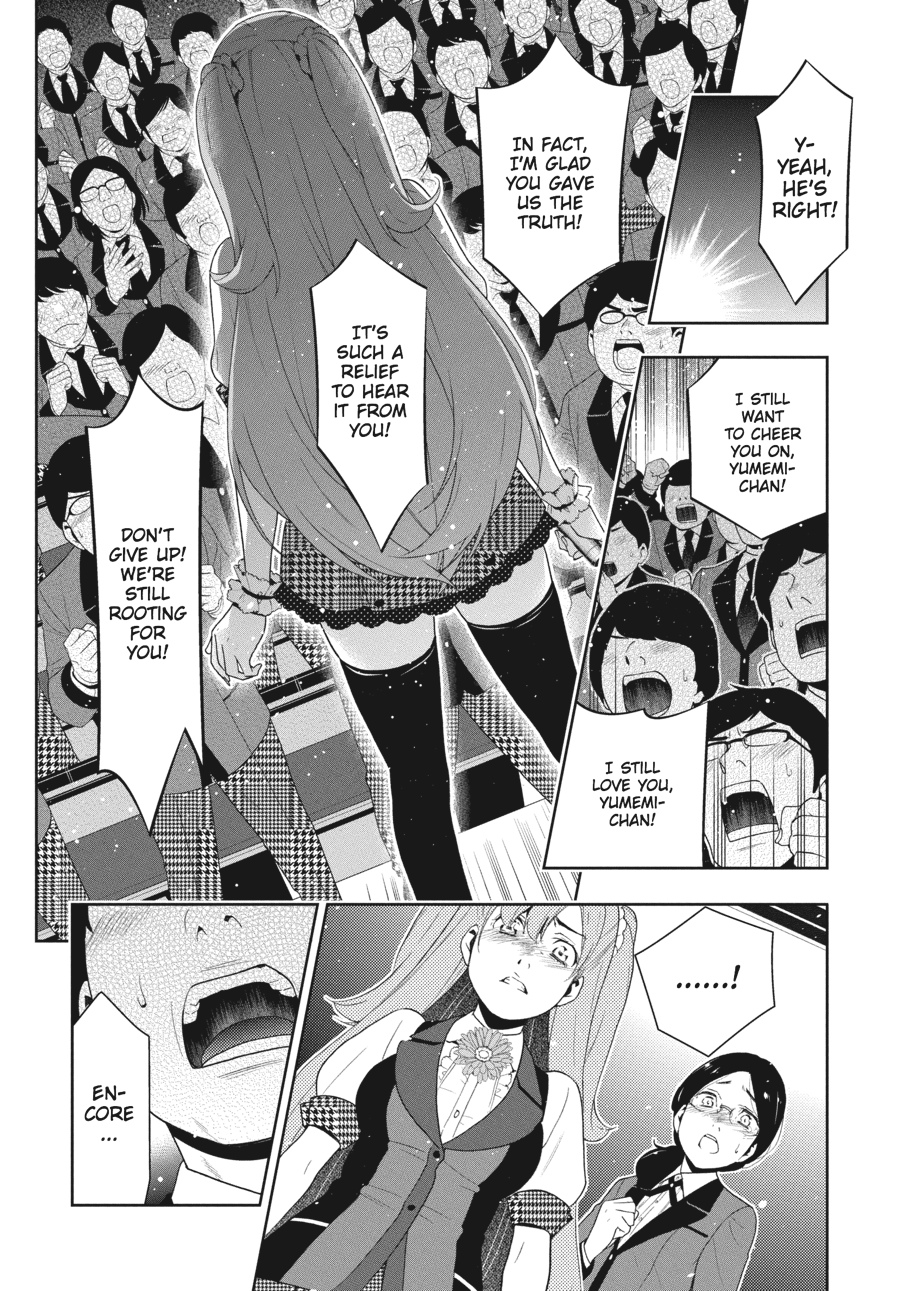 Y-
YEAH,
HE'S
RIGHT!
IN FACT,
I'M GLAD
YOU GAVE
US THE
TRUTH!
IT'S
SUCH A
RELIEF
TO HEAR
IT FROM
YOU!
DON'T
GIVE UP!
WE'RE
STILL
ROOTING
FOR
YOU!
I STILL
WANT
TO CHEER
YOU ON,
YUMEMI-
CHAN!
I STILL
LOVE YOU,
YUMEMI-
CHAN!
.......!
EN-
CORE
...